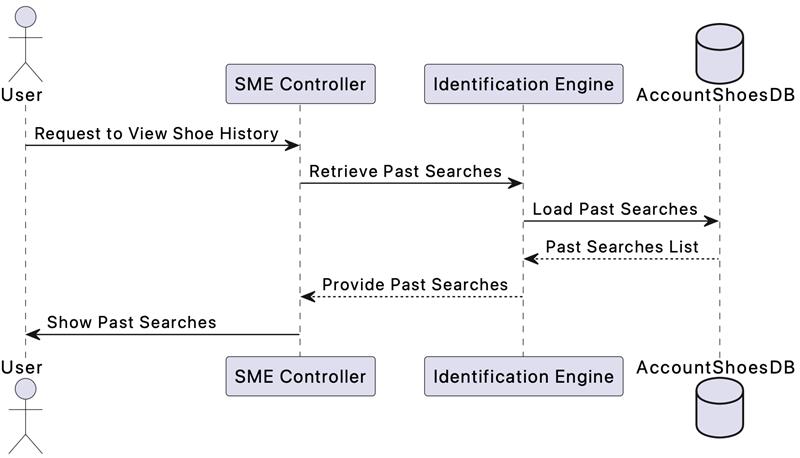 User
SME Controller
Identification Engine
AccountShoesDB
Request to View Shoe History
Retrieve Past Searches
Load Past Searches
Past Searches List
Provide Past Searches
Show Past Searches
User
SME Controller
Identification Engine
AccountShoesDB